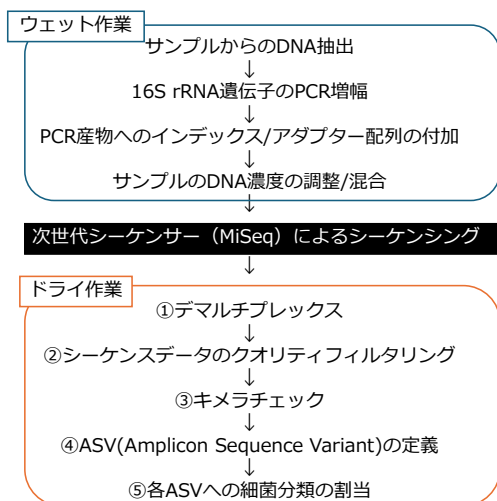 ウェット作業
サンプルからのDNA抽出
↓
16S rRNA遺伝子のPCR増幅
↓
PCR産物へのインデックス/アダプター配列の付加
↓
サンプルのDNA濃度の調整/混合
↓
次世代シーケンサー（MiSeq）によるシーケンシング
↓
ドライ作業
①デマルチプレックス
↓
②シーケンスデータのクオリティフィルタリング
↓
③キメラチェック
↓
④ASV(Amplicon Sequence Variant)の定義
↓
⑤各ASVへの細菌分類の割当